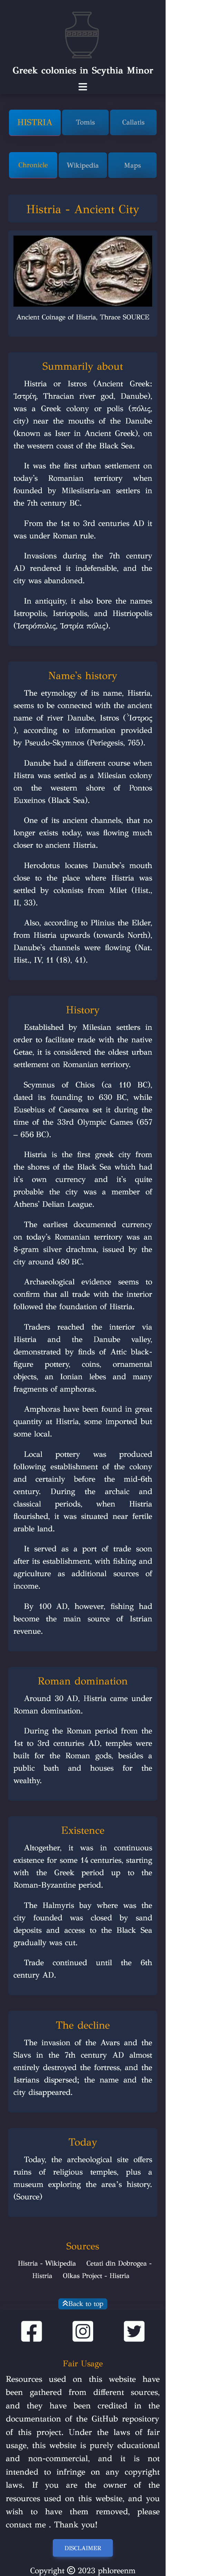 Greek colonies in Scythia Minor
HISTRIA
Tomis
Callatis
Chronicle
Wikipedia
Maps
Histria - Ancient City
Ancient Coinage of Histria, Thrace SOURCE
Summarily about
Histria or Istros (Ancient Greek:
Ἰστρίη, Thracian river god, Danube),
was a Greek colony or polis (πόλις,
city) near the mouths of the Danube
(known as Ister in Ancient Greek), on
the western coast of the Black Sea.
It was the first urban settlement on
today's Romanian territory when
founded by Milesiistria-an settlers in
the 7th century BC.
From the 1st to 3rd centuries AD it
was under Roman rule.
Invasions during the 7th century
AD rendered it indefensible, and the
city was abandoned.
In antiquity, it also bore the names
Istropolis, Istriopolis, and Histriopolis
(Ἰστρόπολις, Ἰστρία πόλις).
Name's history
The etymology of its name, Histria,
seems to be connected with the ancient
name of river Danube, Istros (Ἴστρος
), according to information provided
by Pseudo-Skymnos (Periegesis, 765).
Danube had a different course when
Histra was settled as a Milesian colony
on the western shore of Pontos
Euxeinos (Black Sea).
One of its ancient channels, that no
longer exists today, was flowing much
closer to ancient Histria.
Herodotus locates Danube's mouth
close to the place where Histria was
settled by colonists from Milet (Hist.,
II, 33).
Also, according to Plinius the Elder,
from Histria upwards (towards North),
Danube's channels were flowing (Nat.
Hist., IV, 11 (18), 41).
History
Established by Milesian settlers in
order to facilitate trade with the native
Getae, it is considered the oldest urban
settlement on Romanian territory.
Scymnus of Chios (ca 110 BC),
dated its founding to 630 BC, while
Eusebius of Caesarea set it during the
time of the 33rd Olympic Games (657
– 656 BC).
Histria is the first greek city from
the shores of the Black Sea which had
it's own currency and it's quite
probable the city was a member of
Athens' Delian League.
The earliest documented currency
on today's Romanian territory was an
8-gram silver drachma, issued by the
city around 480 BC.
Archaeological evidence seems to
confirm that all trade with the interior
followed the foundation of Histria.
Traders reached the interior via
Histria and the Danube valley,
demonstrated by finds of Attic black-
figure pottery, coins, ornamental
objects, an Ionian lebes and many
fragments of amphoras.
Amphoras have been found in great
quantity at Histria, some imported but
some local.
Local pottery was produced
following establishment of the colony
and certainly before the mid-6th
century. During the archaic and
classical periods, when Histria
flourished, it was situated near fertile
arable land.
It served as a port of trade soon
after its establishment, with fishing and
agriculture as additional sources of
income.
By 100 AD, however, fishing had
become the main source of Istrian
revenue.
Roman domination
Around 30 AD, Histria came under
Roman domination.
During the Roman period from the
1st to 3rd centuries AD, temples were
built for the Roman gods, besides a
public bath and houses for the
wealthy.
Existence
Altogether, it was in continuous
existence for some 14 centuries, starting
with the Greek period up to the
Roman-Byzantine period.
The Halmyris bay where was the
city founded was closed by sand
deposits and access to the Black Sea
gradually was cut.
Trade continued until the 6th
century AD.
The decline
The invasion of the Avars and the
Slavs in the 7th century AD almost
entirely destroyed the fortress, and the
Istrians dispersed; the name and the
city disappeared.
Today
Today, the archeological site offers
ruins of religious temples, plus a
museum exploring the area's history.
(Source)
Sources
Histria - Wikipedia Cetati din Dobrogea -
Histria Olkas Project - Histria
Back to top
Fair Usage
Resources used on this website have
been gathered from different sources,
and they have been credited in the
documentation of the GitHub repository
of this project. Under the laws of fair
usage, this website is purely educational
and non-commercial, and it is not
intended to infringe on any copyright
laws. If you are the owner of the
resources used on this website, and you
wish to have them removed, please
contact me . Thank you!
DISCLAIMER
Copyright © 2023 phloreenm